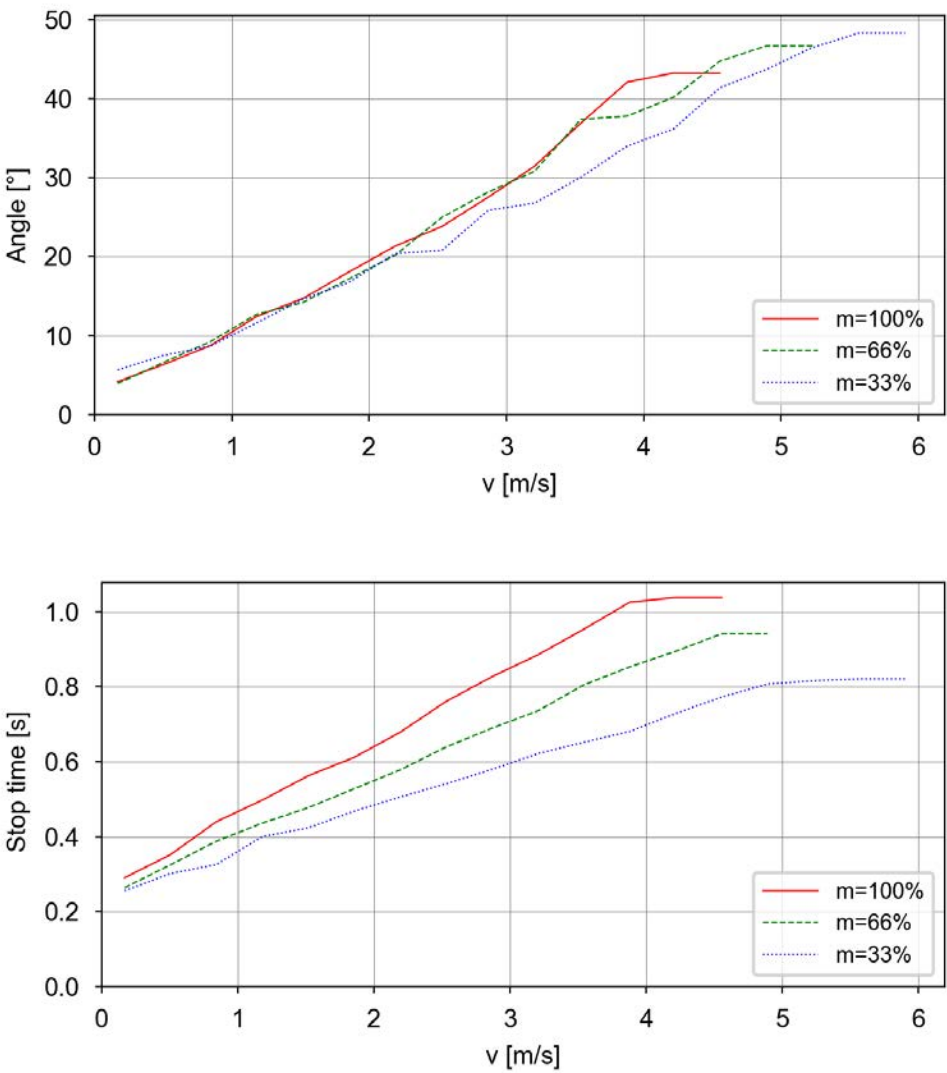 50
40
30
20
10
0
Angle [°]
0 1 2 3 4 5 6
v [m/s]
m=100%
m=66%
m=33%
1.0
0.8
0.6
0.4
0.2
0.0
Stop time [s]
0 1 2 3 4 5 6
v [m/s]
m=100%
m=66%
m=33%